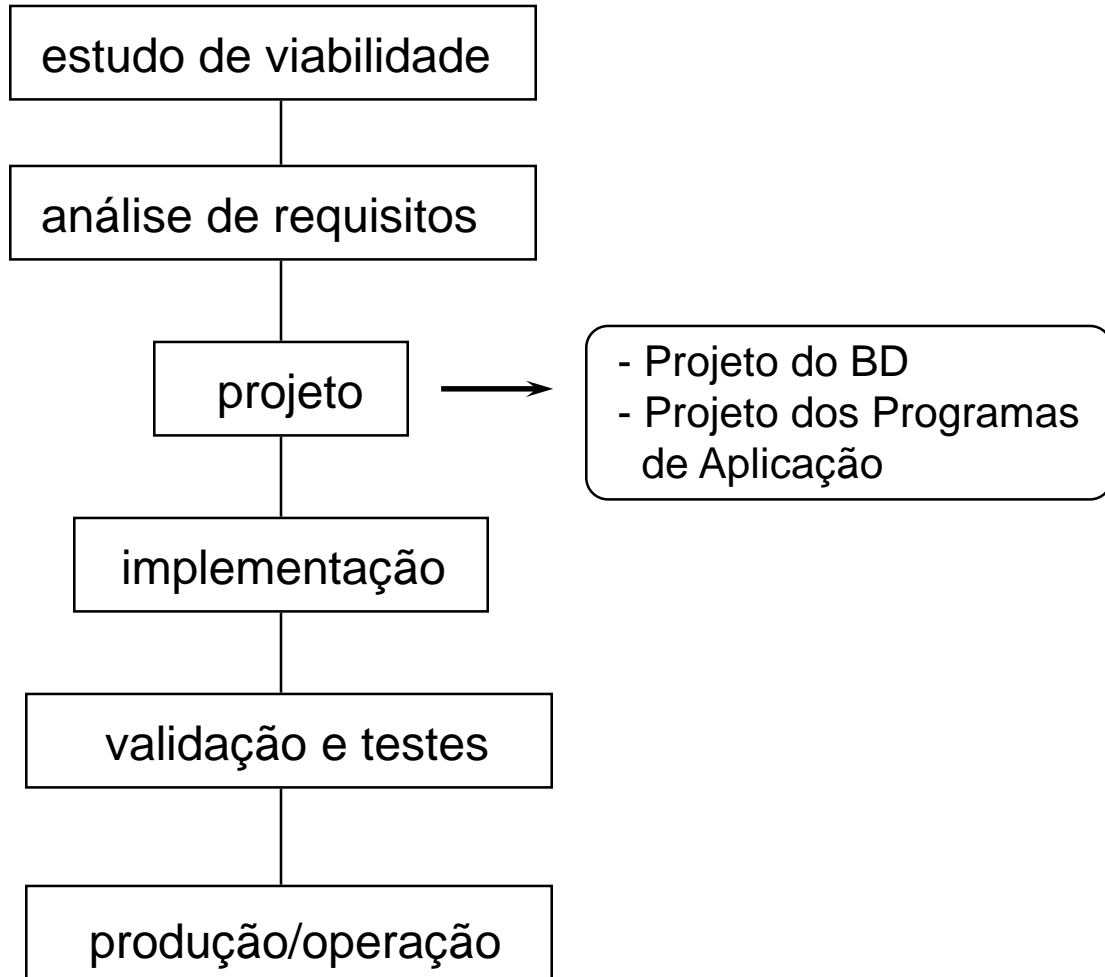 estudo de viabilidade
análise de requisitos
projeto
- Projeto do BD
- Projeto dos Programas
de Aplicação
implementação
validação e testes
produção/operação